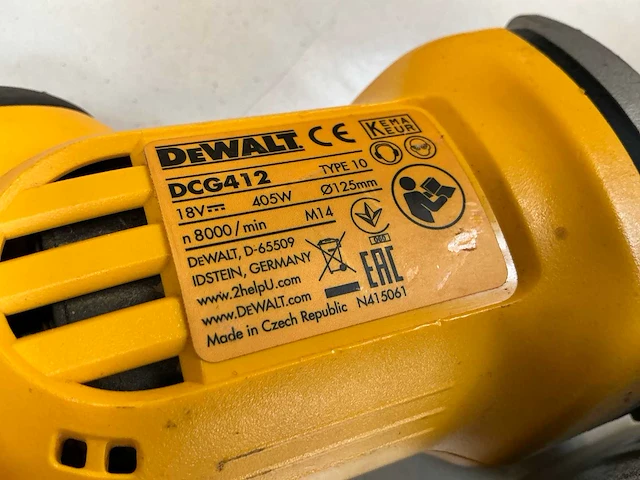 DEWALT CE KEMA KEUR
DCG412 TYPE 10
18V 405W Ø125mm
n 8000/min M14
DEWALT, D-65509
IDSTEIN, GERMANY
www.2helpU.com
www.DEWALT.com EAC
Made in Czech Republic N415061